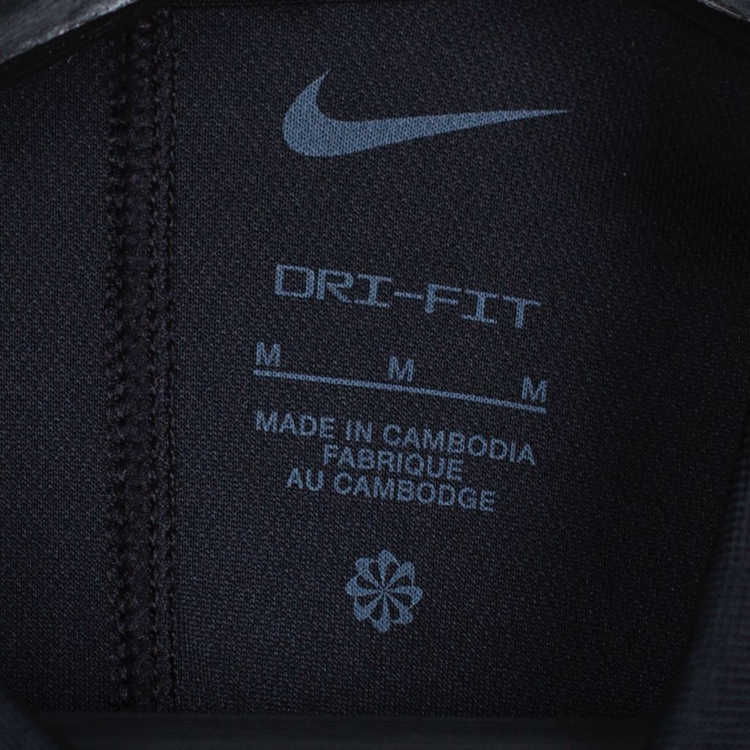 DRI-FIT
M M M
MADE IN CAMBODIA
FABRIQUE
AU CAMBODGE